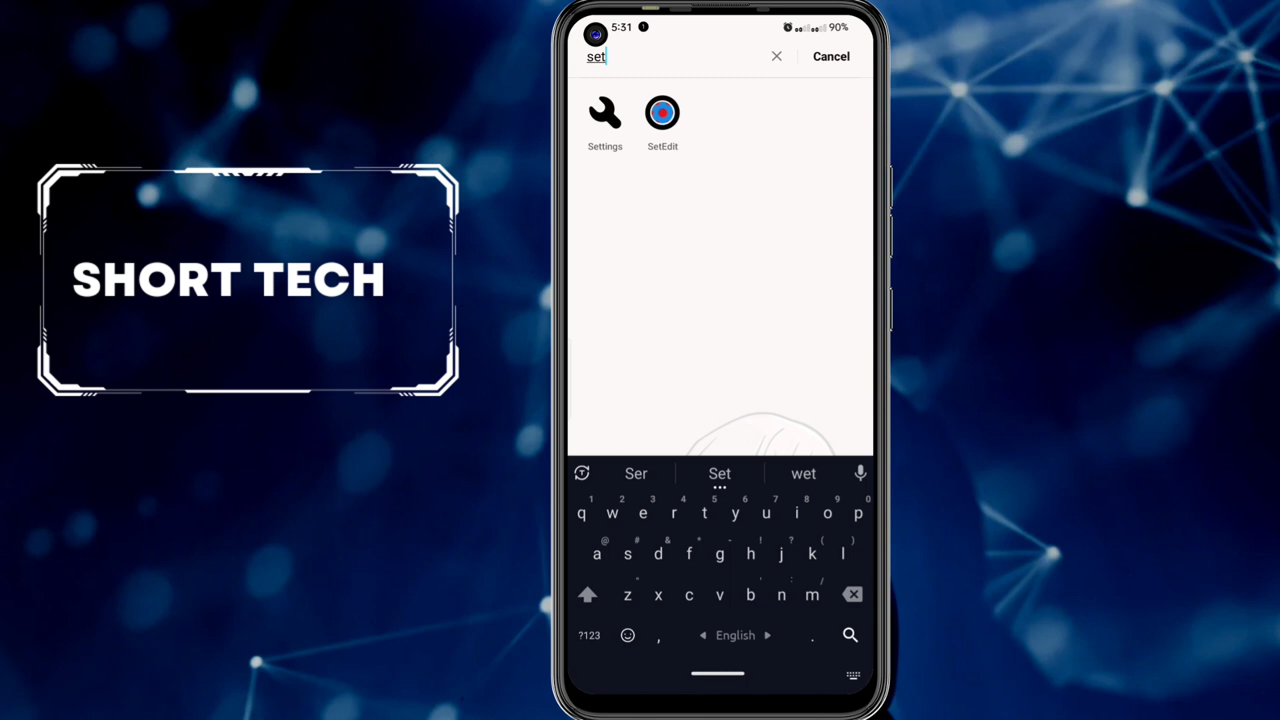 SHORT TECH
5:31 90%
set Cancel
Settings SetEdit
Ser Set wet
1 2 3 4 5 6 7 8 9 0
q w e r t y u i o p
@ # & * - ! ? ( )
a s d f g h j k l
" ' : /
z x c v b n m
?123 , English .